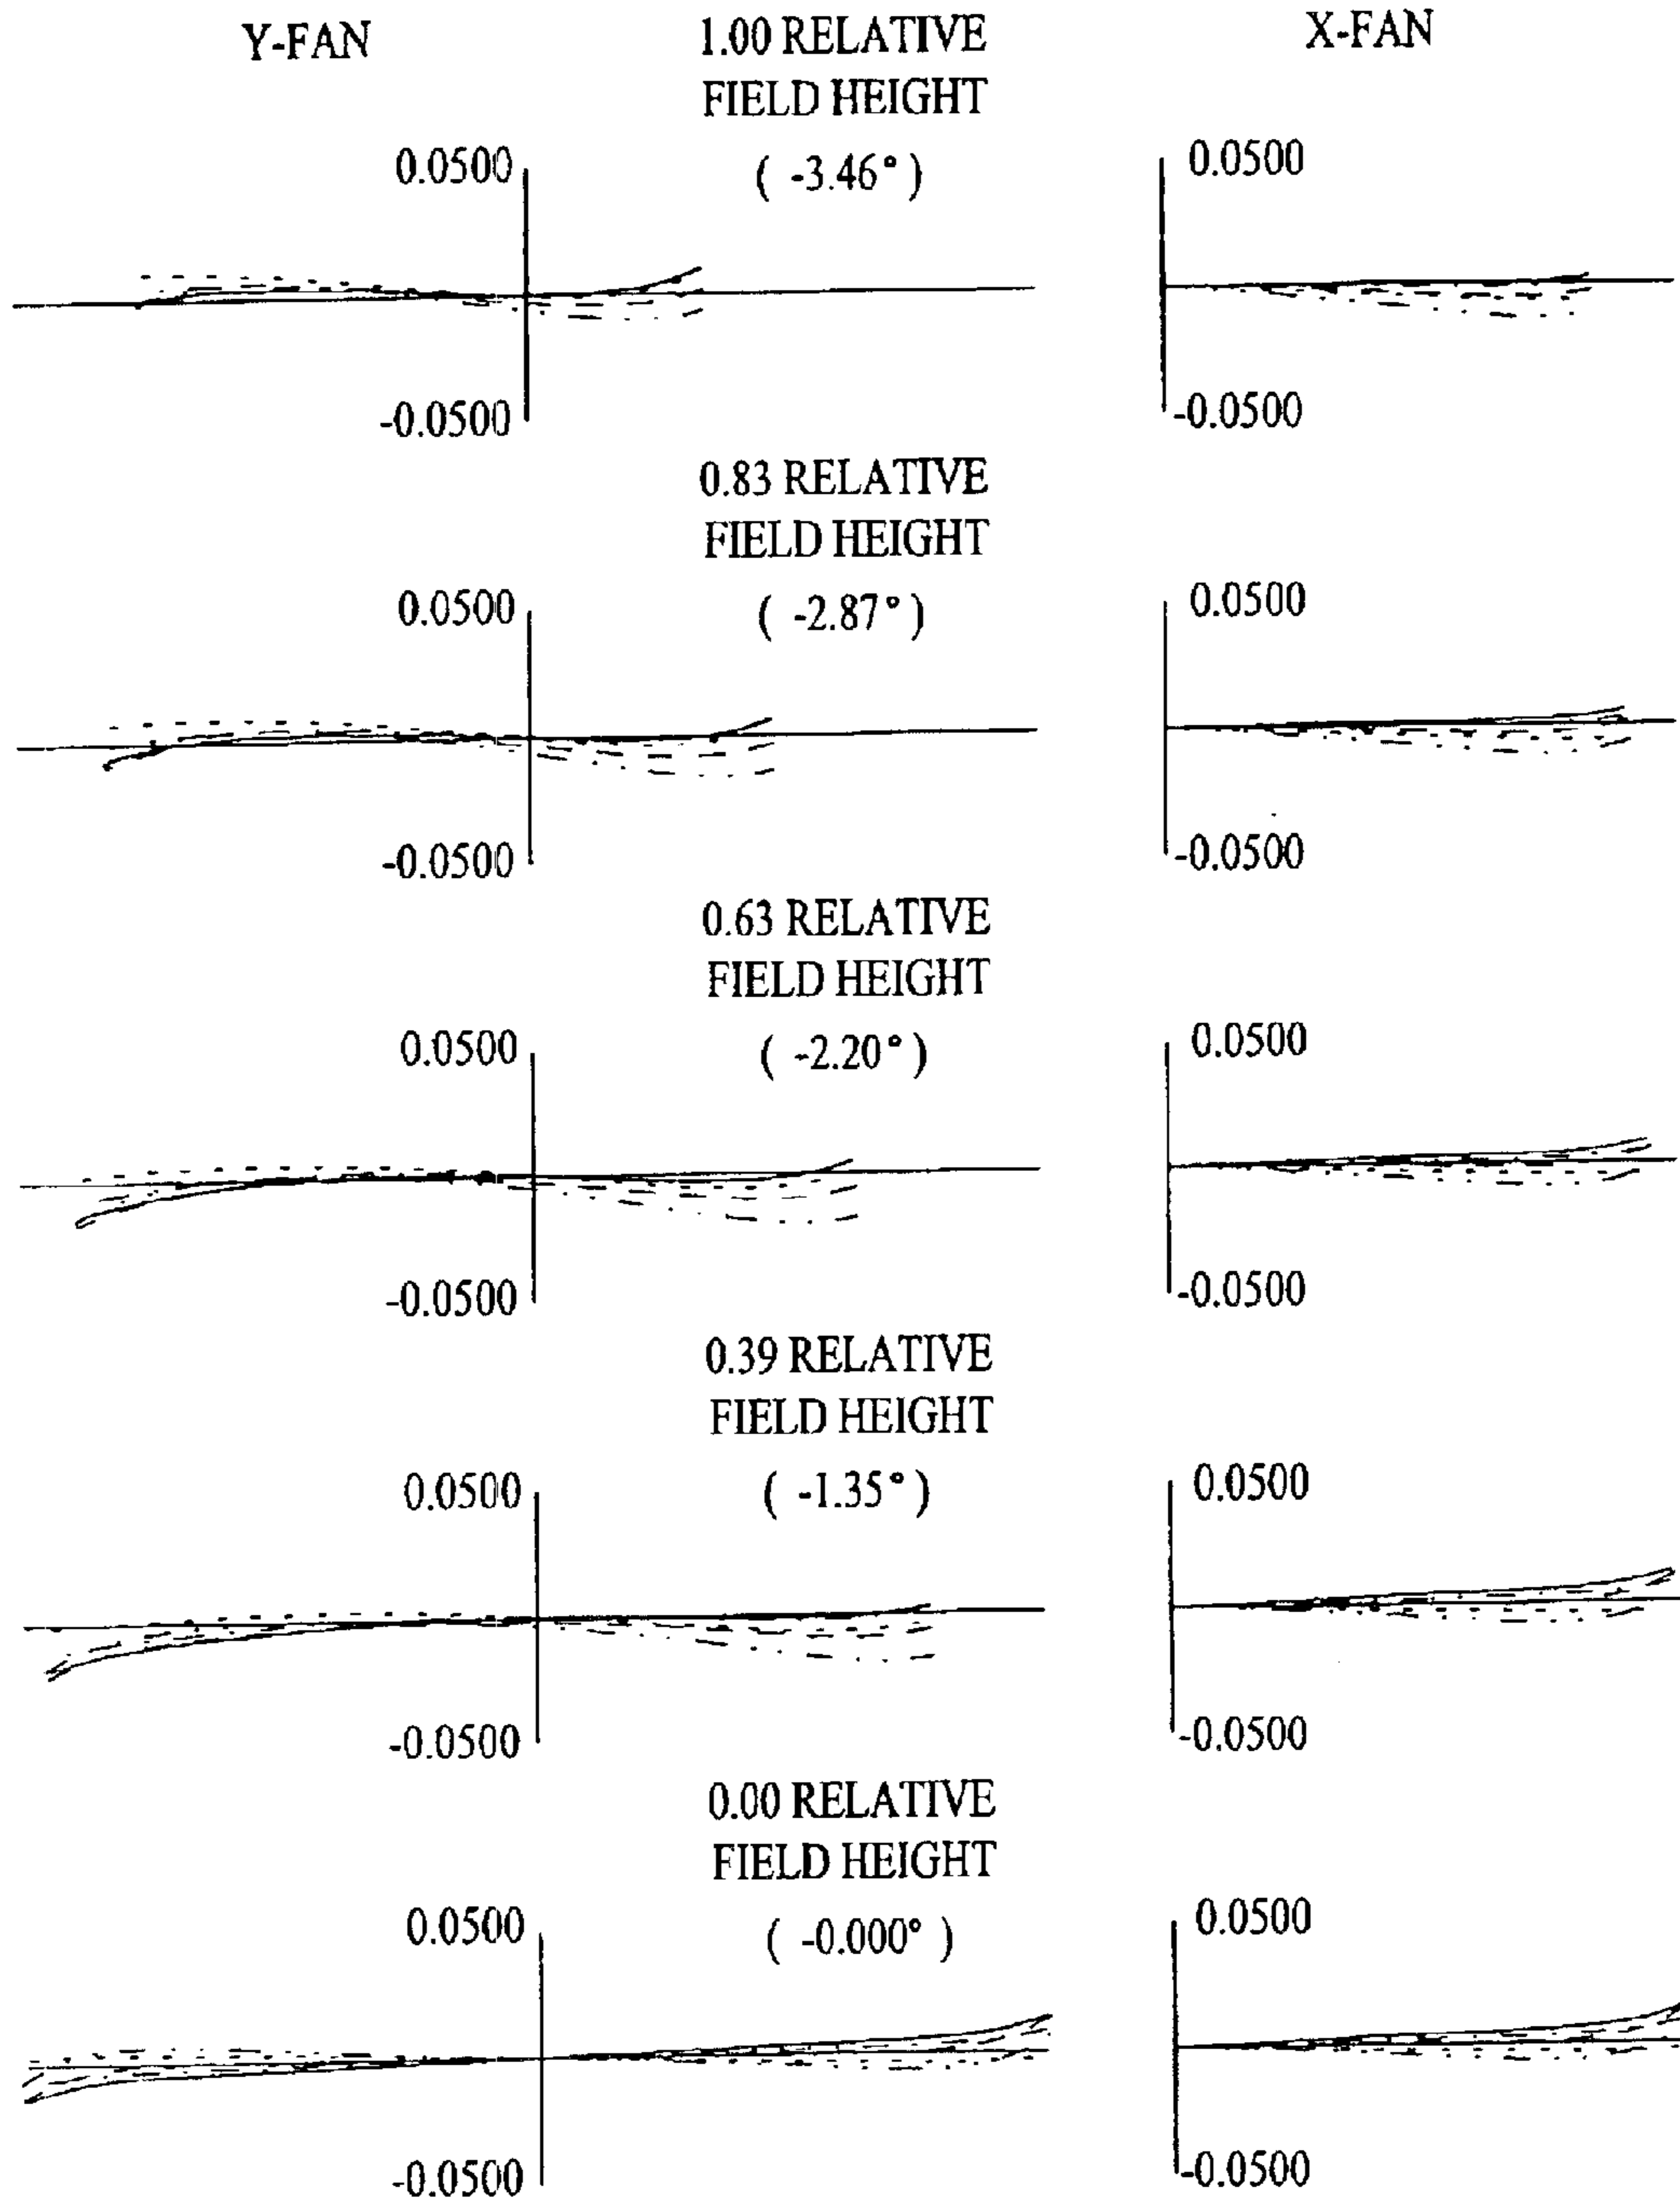 Y-FAN
1.00 RELATIVE
FIELD HEIGHT
( -3.46° )
X-FAN
0.0500
-0.0500
0.0500
-0.0500
0.83 RELATIVE
FIELD HEIGHT
( -2.87° )
0.0500
-0.0500
0.0500
-0.0500
0.63 RELATIVE
FIELD HEIGHT
( -2.20° )
0.0500
-0.0500
0.0500
-0.0500
0.39 RELATIVE
FIELD HEIGHT
( -1.35° )
0.0500
-0.0500
0.0500
-0.0500
0.00 RELATIVE
FIELD HEIGHT
( -0.000° )
0.0500
-0.0500
0.0500
-0.0500